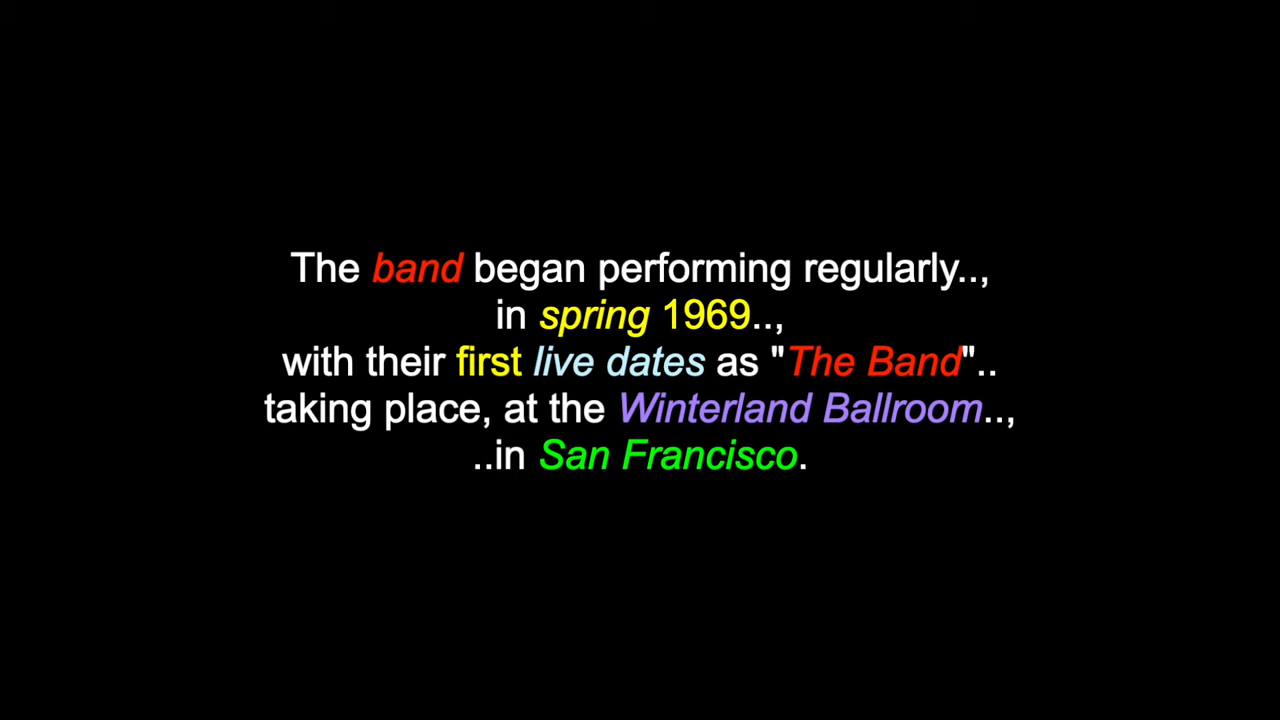 The band began performing regularly..,
in spring 1969..,
with their first live dates as "The Band"..
taking place, at the Winterland Ballroom..,
..in San Francisco.